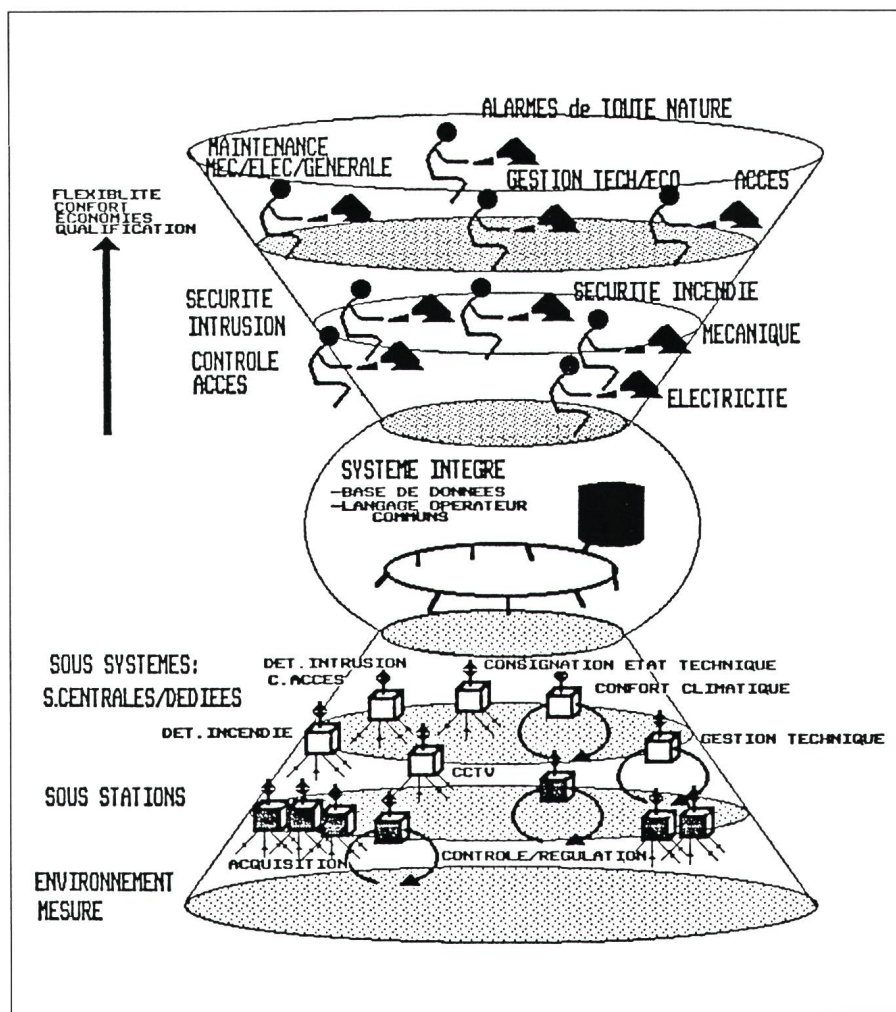 ALARMES de TOUTE NATURE
MAINTENANCE
MEC/ELEC/GENERALE
GESTION TECH/ECO
ACCES
FLEXIBLITE
CONFORT
ECONOMIES
QUALIFICATION
SECURITE
INTRUSION
SECURITE INCENDIE
MECANIQUE
CONTROLE
ACCES
ELECTRICITE
SYSTEME INTEGRE
-BASE DE DONNEES
-LANGAGE OPERATEUR
COMMUNS
SOUS SYSTEMES:
S.CENTRALES/DEDIEES
DET.INTRUSION
C.ACCES
CONSIGNATION ETAT TECHNIQUE
CONFORT CLIMATIQUE
DET.INCENDIE
GESTION TECHNIQUE
CCTV
SOUS STATIONS
ACQUISITION
CONTROLE/REGULATION
ENVIRONNEMENT
MESURE